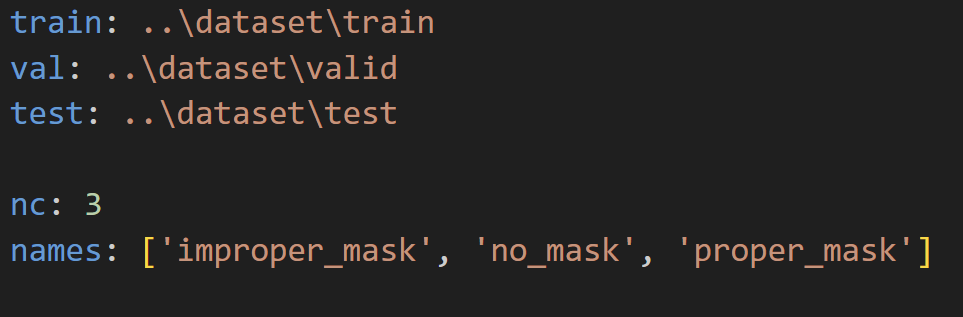 train: ..\dataset\train
val: ..\dataset\valid
test: ..\dataset\test
nc: 3
names: ['improper_mask', 'no_mask', 'proper_mask']